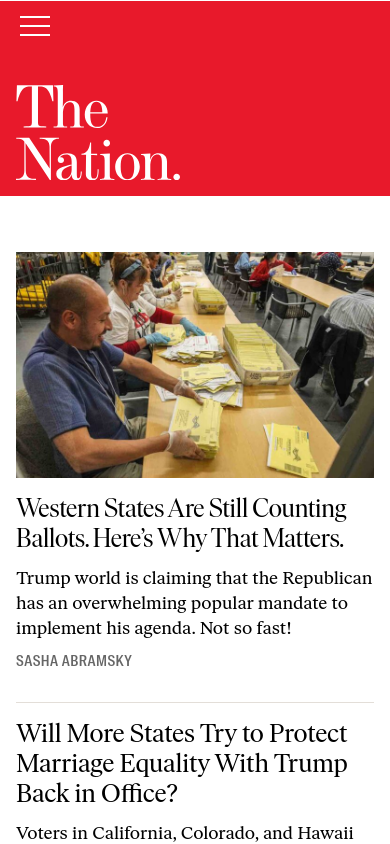 The
Nation.
Western States Are Still Counting
Ballots. Here’s Why That Matters.
Trump world is claiming that the Republican
has an overwhelming popular mandate to
implement his agenda. Not so fast!
SASHA ABRAMSKY
Will More States Try to Protect
Marriage Equality With Trump
Back in Office?
Voters in California, Colorado, and Hawaii